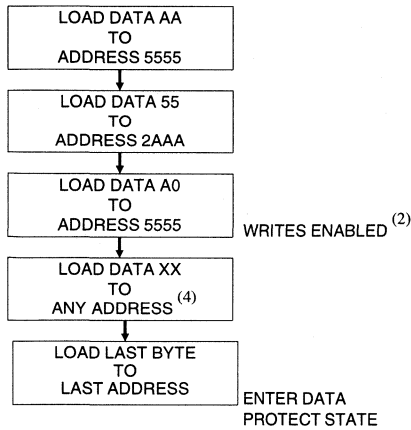 LOAD DATA AA
TO
ADDRESS 5555
LOAD DATA 55
TO
ADDRESS 2AAA
LOAD DATA A0
TO
ADDRESS 5555
WRITES ENABLED (2)
LOAD DATA XX
TO
ANY ADDRESS (4)
LOAD LAST BYTE
TO
LAST ADDRESS
ENTER DATA
PROTECT STATE